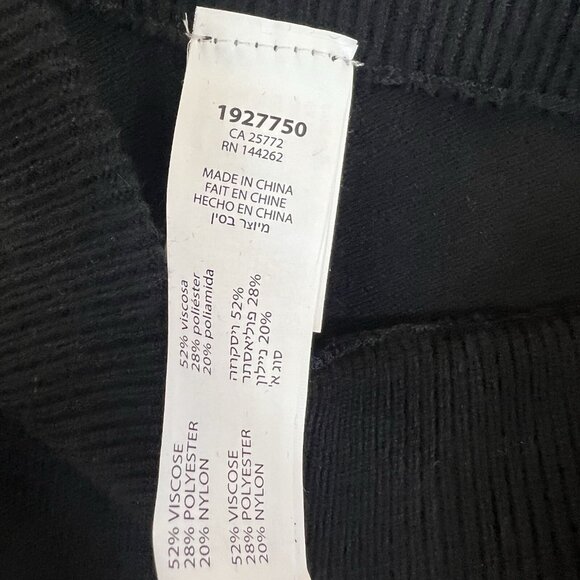 1927750
CA 25772
RN 144262
MADE IN CHINA
FAIT EN CHINE
HECHO EN CHINA
מיוצר בסין
52% viscosa
28% poliéster
20% poliamida
52% ויסקוזה
28% פוליאסתר
20% ניילון
סוג א'
52% VISCOSE
28% POLYESTER
20% NYLON
52% VISCOSE
28% POLYESTER
20% NYLON